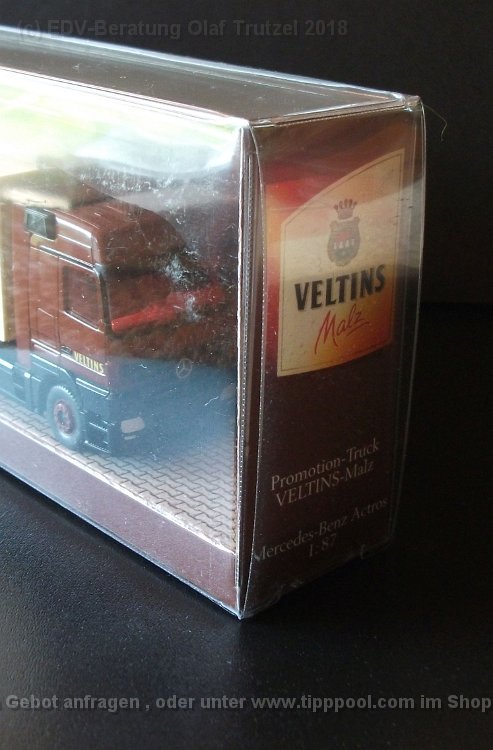 (c) EDV-Beratung Olaf Trutzel 2018
VELTINS
Malz
VELTINS
Promotion-Truck
VELTINS-Malz
Mercedes-Benz Actros
1:87
Gebot anfragen , oder unter www.tipppool.com im Shop